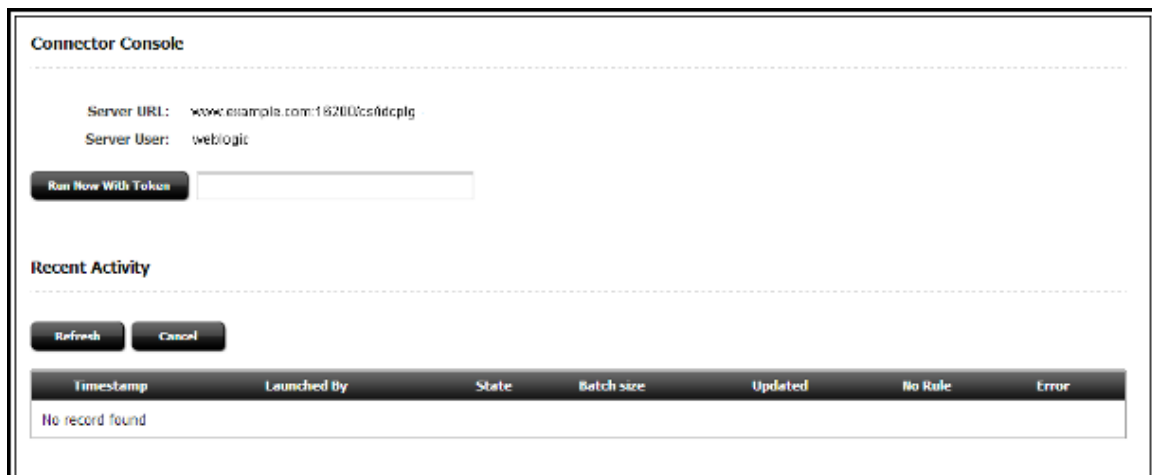 Connector Console
Server URL: www.example.com:16200/cs/idcplg
Server User: weblogic
Run Now With Token
Recent Activity
Refresh Cancel
Timestamp Launched By State Batch size Updated No Rule Error
No record found